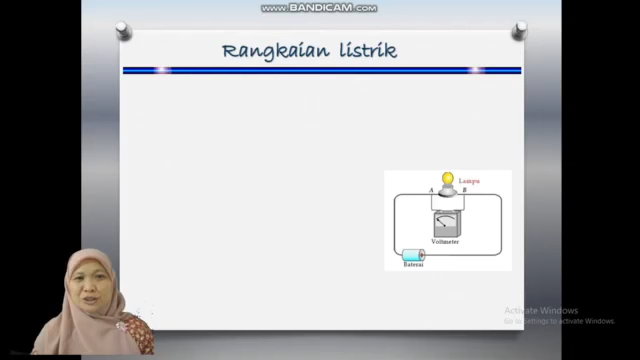 WWW.BANDICAM.COM
Rangkaian listrik
Lampu
A B
Voltmeter
Baterai
Activate Windows
Go to Settings to activate Windows.